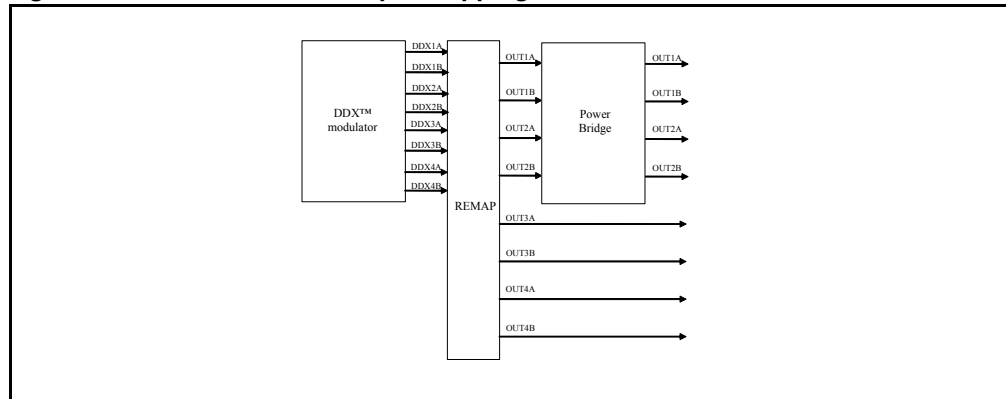 DDX1A
DDX1B
DDX2A
DDX2B
DDX3A
DDX3B
DDX4A
DDX4B
DDX™
modulator
REMAP
OUT1A
OUT1B
OUT2A
OUT2B
OUT3A
OUT3B
OUT4A
OUT4B
Power
Bridge
OUT1A
OUT1B
OUT2A
OUT2B